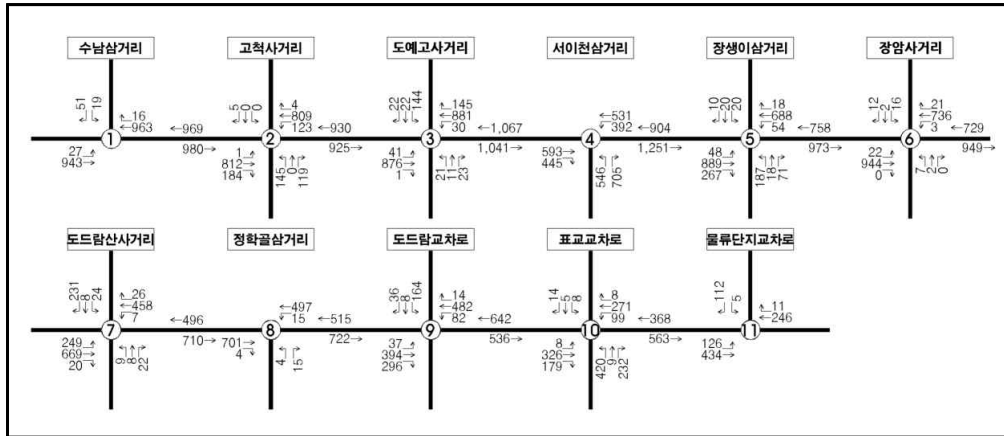 수남삼거리 고척사거리 도예고사거리 서이천삼거리 장생이삼거리 장암사거리
51 19 5 0 0 22 22 144 10 20 20 12 2 16
16 4 145 531 18 21
963 969 809 881 392 688 736
123 930 30 1,067 904 54 758 3 729
1 2 3 4 5 6
27 980 1 925 41 1,041 593 1,251 48 973 22 949
943 812 876 445 889 944
184 1 267 0
145 0 119 21 11 23 546 705 187 18 71 7 2 0
도드람산사거리 정학골삼거리 도드람교차로 표교교차로 물류단지교차로
231 8 24 36 8 164 14 5 8 112 5
26 497 14 8 11
458 15 482 271 246
7 496 515 82 642 99 368
7 8 9 10 11
249 710 701 722 37 536 8 563 126
669 4 394 326 434
20 296 179
9 8 22 4 15 420 9 232